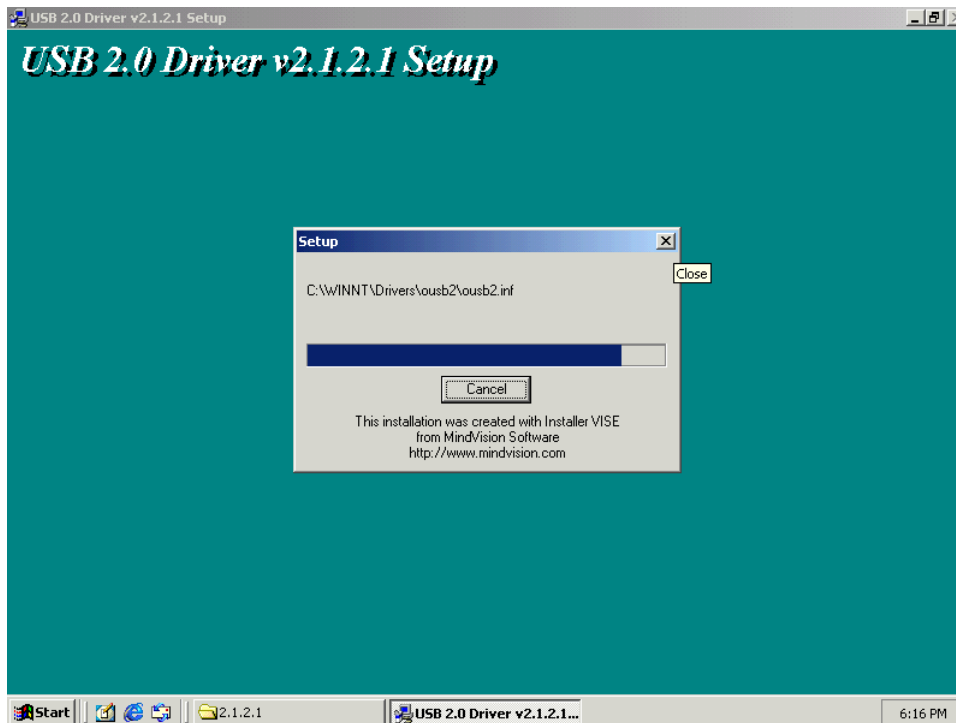 USB 2.0 Driver v2.1.2.1 Setup
USB 2.0 Driver v2.1.2.1 Setup
Setup
Close
C:\WINNT\Drivers\ousb2\ousb2.inf
Cancel
This installation was created with Installer VISE
from MindVision Software
http://www.mindvision.com
Start
2.1.2.1
USB 2.0 Driver v2.1.2.1...
6:16 PM